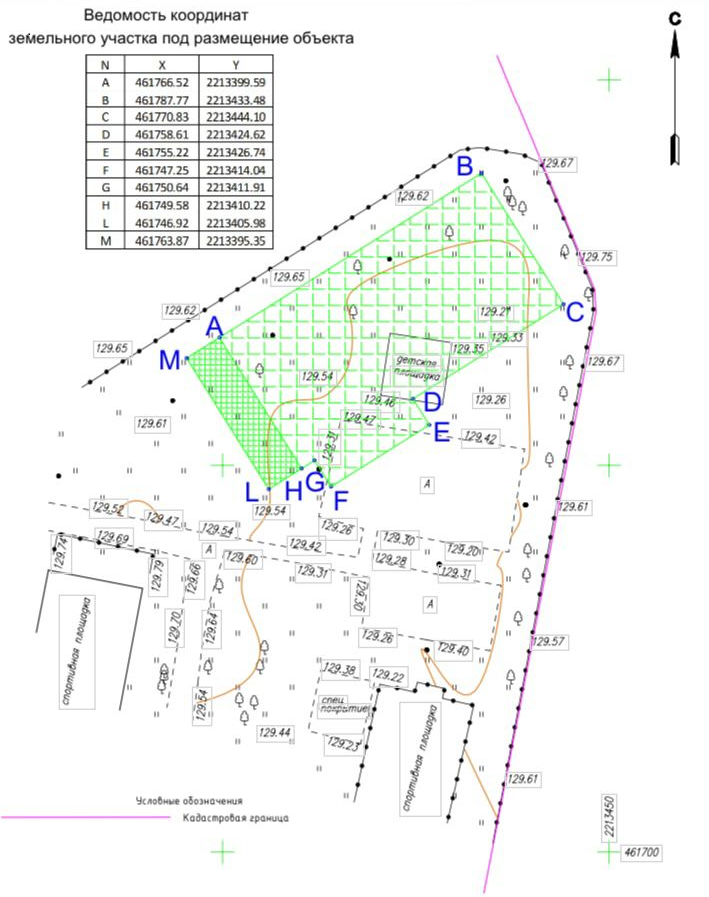 Ведомость координат
земельного участка под размещение объекта
С
N X Y
A 461766.52 2213399.59
B 461787.77 2213433.48
C 461770.83 2213444.10
D 461758.61 2213424.62
E 461755.22 2213426.74
F 461747.25 2213414.04
G 461750.64 2213411.91
H 461749.58 2213410.22
L 461746.92 2213405.98
M 461763.87 2213395.35
B
129.67
129.62
129.75
129.65
129.62
129.2
C
A
129.33
129.65
M
129.35
129.67
детская
площадка
129.54
129.46
D
129.26
129.61
129.47
E
129.42
129.31
A
L
H
G
F
129.52
129.54
129.61
129.47
129.54
129.26
129.30
129.42
129.20
129.74
129.69
A
129.60
129.28
129.31
129.31
129.79
129.66
129.30
A
129.70
129.64
129.26
129.40
129.57
спортивная площадка
129.38
129.22
129.54
спец
покрытие
129.44
129.23
спортивная площадка
129.61
Условные обозначения
Кадастровая граница
2213450
461700